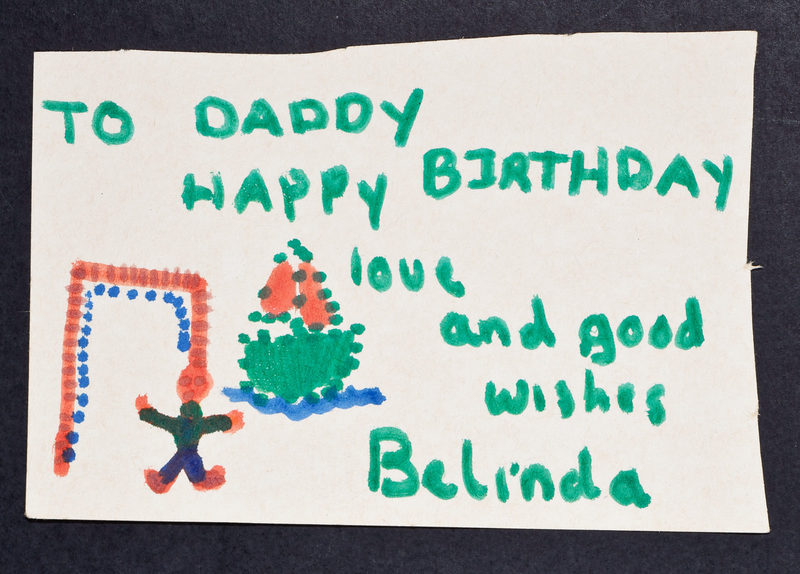 TO DADDY
HAPPY BIRTHDAY
love
and good
wishes
Belinda